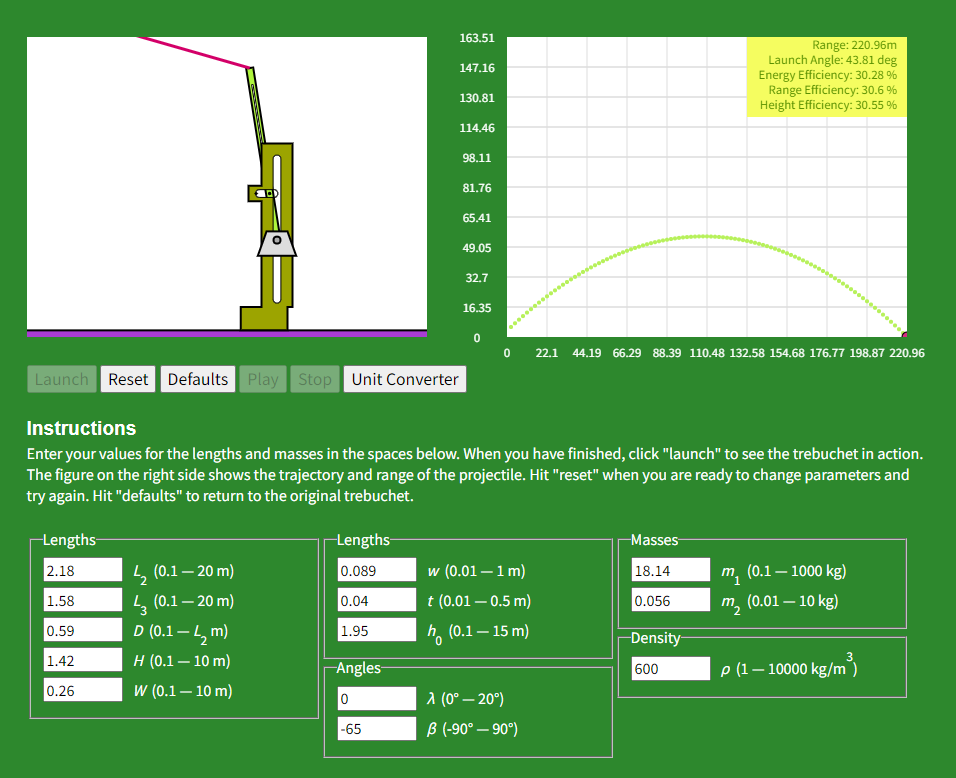 163.51
147.16
130.81
114.46
98.11
81.76
65.41
49.05
32.7
16.35
0
Range: 220.96m
Launch Angle: 43.81 deg
Energy Efficiency: 30.28 %
Range Efficiency: 30.6 %
Height Efficiency: 30.55 %
0 22.1 44.19 66.29 88.39 110.48 132.58 154.68 176.77 198.87 220.96
Launch Reset Defaults Play Stop Unit Converter
Instructions
Enter your values for the lengths and masses in the spaces below. When you have finished, click "launch" to see the trebuchet in action.
The figure on the right side shows the trajectory and range of the projectile. Hit "reset" when you are ready to change parameters and
try again. Hit "defaults" to return to the original trebuchet.
Lengths
2.18 L2 (0.1 — 20 m)
1.58 L3 (0.1 — 20 m)
0.59 D (0.1 — L2 m)
1.42 H (0.1 — 10 m)
0.26 W (0.1 — 10 m)
Lengths
0.089 w (0.01 — 1 m)
0.04 t (0.01 — 0.5 m)
1.95 h0 (0.1 — 15 m)
Angles
0 λ (0° — 20°)
-65 β (-90° — 90°)
Masses
18.14 m1 (0.1 — 1000 kg)
0.056 m2 (0.01 — 10 kg)
Density
600 ρ (1 — 10000 kg/m3)